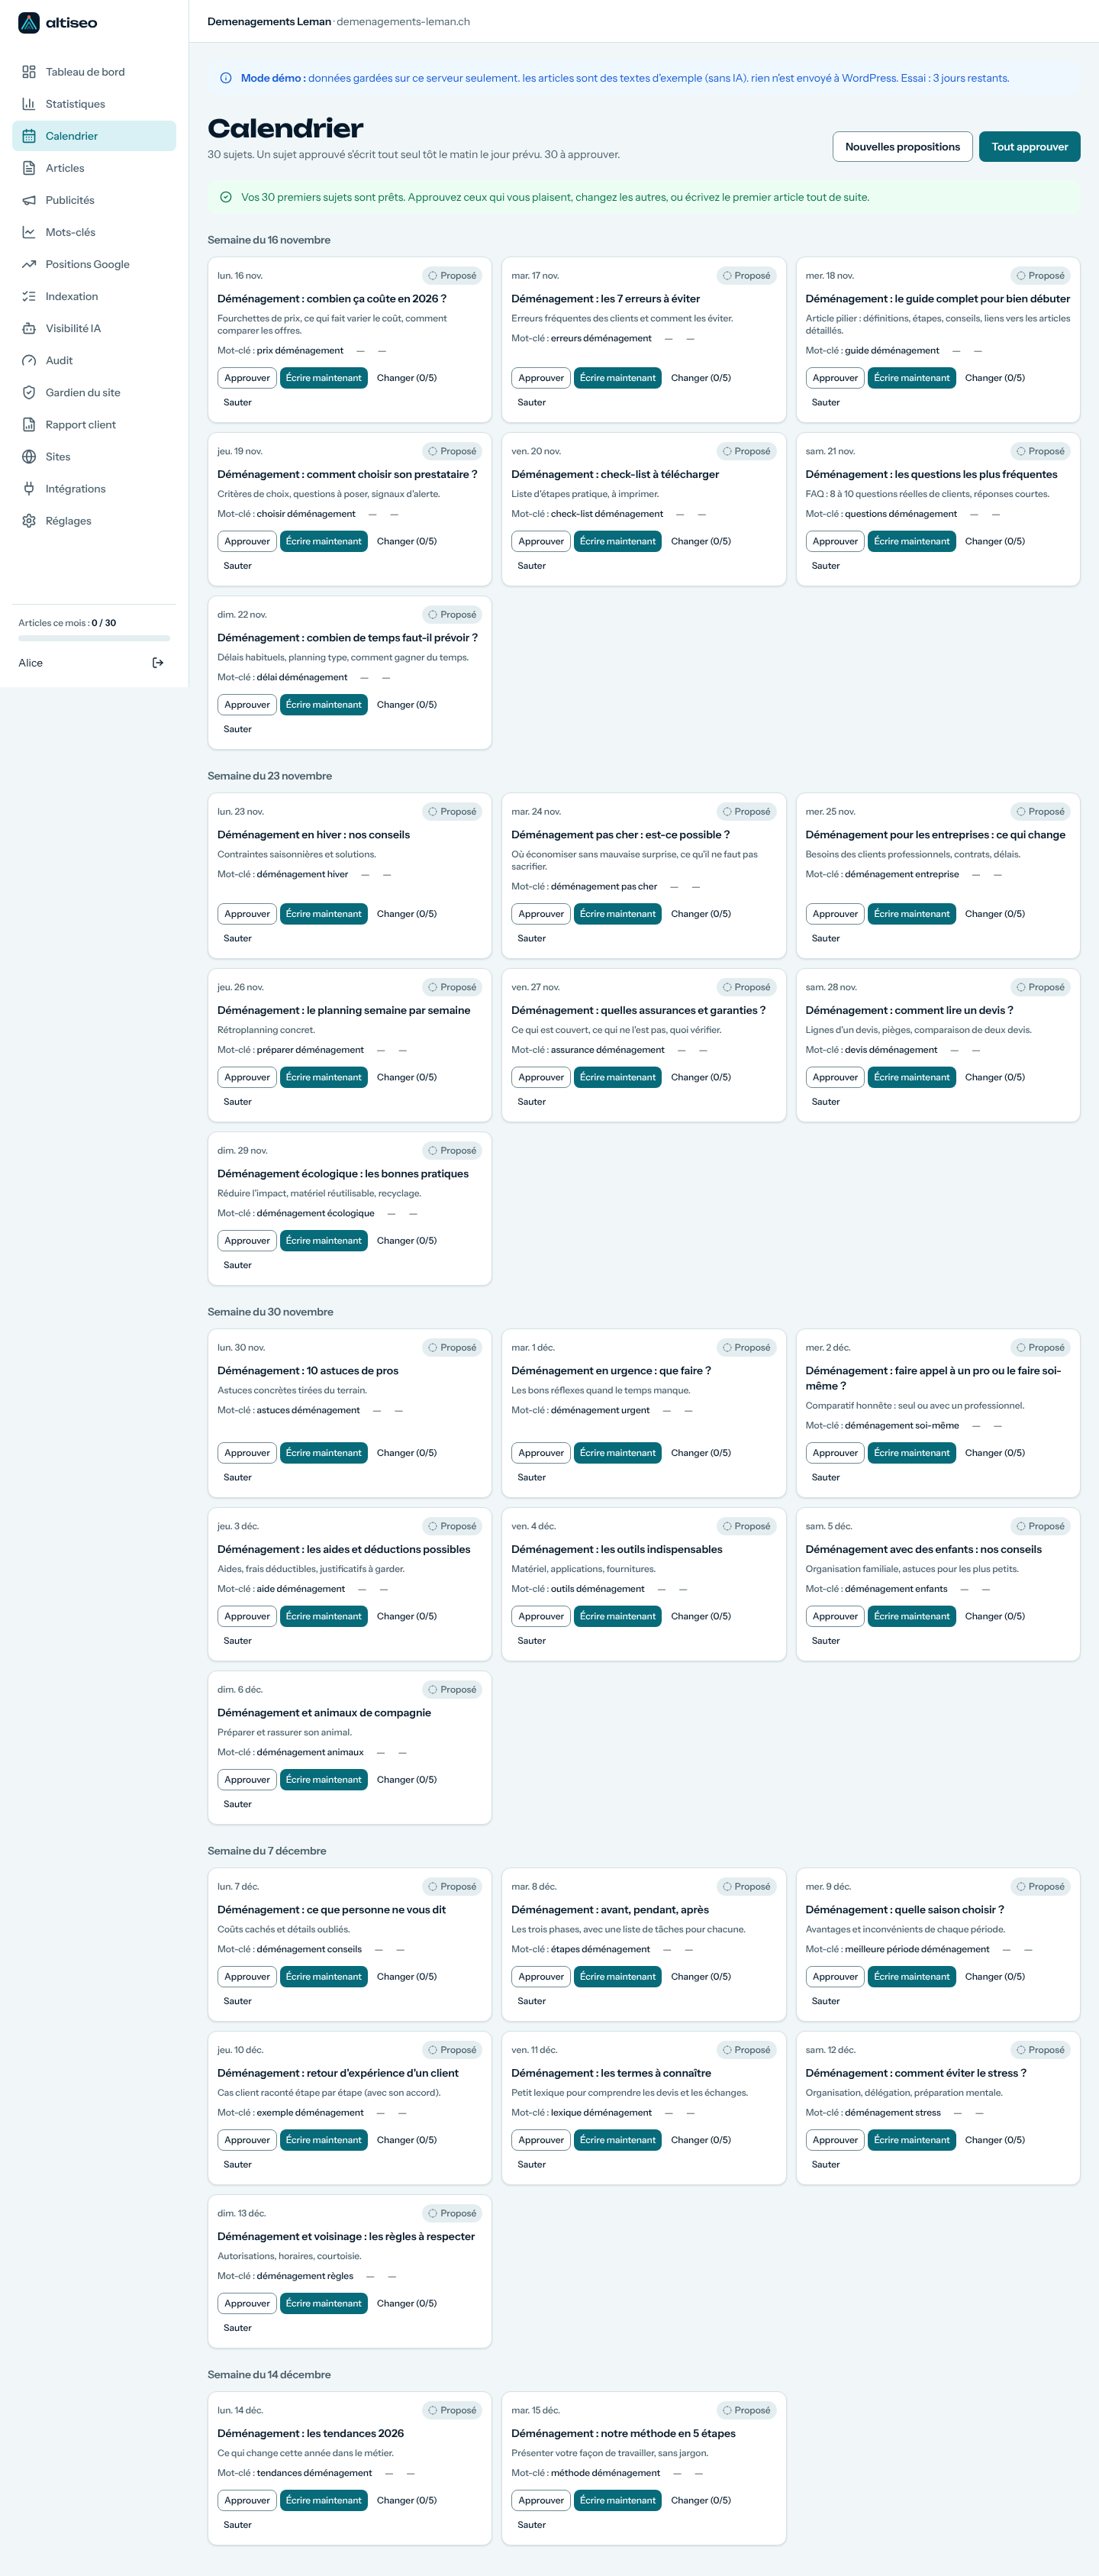 altiseo
Tableau de bord
Statistiques
Calendrier
Articles
Publicités
Mots-clés
Positions Google
Indexation
Visibilité IA
Audit
Gardien du site
Rapport client
Sites
Intégrations
Réglages
Articles ce mois : 0 / 30
Alice
Demenagements Leman · demenagements-leman.ch
Mode démo : données gardées sur ce serveur seulement. les articles sont des textes d'exemple (sans IA). rien n'est envoyé à WordPress. Essai : 3 jours restants.
Calendrier
30 sujets. Un sujet approuvé s'écrit tout seul tôt le matin le jour prévu. 30 à approuver.
Nouvelles propositions
Tout approuver
Vos 30 premiers sujets sont prêts. Approuvez ceux qui vous plaisent, changez les autres, ou écrivez le premier article tout de suite.
Semaine du 16 novembre
lun. 16 nov. Proposé
Déménagement : combien ça coûte en 2026 ?
Fourchettes de prix, ce qui fait varier le coût, comment
comparer les offres.
Mot-clé : prix déménagement — —
Approuver Écrire maintenant Changer (0/5)
Sauter
mar. 17 nov. Proposé
Déménagement : les 7 erreurs à éviter
Erreurs fréquentes des clients et comment les éviter.
Mot-clé : erreurs déménagement — —
Approuver Écrire maintenant Changer (0/5)
Sauter
mer. 18 nov. Proposé
Déménagement : le guide complet pour bien débuter
Article pilier : définitions, étapes, conseils, liens vers les articles
détaillés.
Mot-clé : guide déménagement — —
Approuver Écrire maintenant Changer (0/5)
Sauter
jeu. 19 nov. Proposé
Déménagement : comment choisir son prestataire ?
Critères de choix, questions à poser, signaux d'alerte.
Mot-clé : choisir déménagement — —
Approuver Écrire maintenant Changer (0/5)
Sauter
ven. 20 nov. Proposé
Déménagement : check-list à télécharger
Liste d'étapes pratique, à imprimer.
Mot-clé : check-list déménagement — —
Approuver Écrire maintenant Changer (0/5)
Sauter
sam. 21 nov. Proposé
Déménagement : les questions les plus fréquentes
FAQ : 8 à 10 questions réelles de clients, réponses courtes.
Mot-clé : questions déménagement — —
Approuver Écrire maintenant Changer (0/5)
Sauter
dim. 22 nov. Proposé
Déménagement : combien de temps faut-il prévoir ?
Délais habituels, planning type, comment gagner du temps.
Mot-clé : délai déménagement — —
Approuver Écrire maintenant Changer (0/5)
Sauter
Semaine du 23 novembre
lun. 23 nov. Proposé
Déménagement en hiver : nos conseils
Contraintes saisonnières et solutions.
Mot-clé : déménagement hiver — —
Approuver Écrire maintenant Changer (0/5)
Sauter
mar. 24 nov. Proposé
Déménagement pas cher : est-ce possible ?
Où économiser sans mauvaise surprise, ce qu'il ne faut pas
sacrifier.
Mot-clé : déménagement pas cher — —
Approuver Écrire maintenant Changer (0/5)
Sauter
mer. 25 nov. Proposé
Déménagement pour les entreprises : ce qui change
Besoins des clients professionnels, contrats, délais.
Mot-clé : déménagement entreprise — —
Approuver Écrire maintenant Changer (0/5)
Sauter
jeu. 26 nov. Proposé
Déménagement : le planning semaine par semaine
Rétroplanning concret.
Mot-clé : préparer déménagement — —
Approuver Écrire maintenant Changer (0/5)
Sauter
ven. 27 nov. Proposé
Déménagement : quelles assurances et garanties ?
Ce qui est couvert, ce qui ne l'est pas, quoi vérifier.
Mot-clé : assurance déménagement — —
Approuver Écrire maintenant Changer (0/5)
Sauter
sam. 28 nov. Proposé
Déménagement : comment lire un devis ?
Lignes d'un devis, pièges, comparaison de deux devis.
Mot-clé : devis déménagement — —
Approuver Écrire maintenant Changer (0/5)
Sauter
dim. 29 nov. Proposé
Déménagement écologique : les bonnes pratiques
Réduire l'impact, matériel réutilisable, recyclage.
Mot-clé : déménagement écologique — —
Approuver Écrire maintenant Changer (0/5)
Sauter
Semaine du 30 novembre
lun. 30 nov. Proposé
Déménagement : 10 astuces de pros
Astuces concrètes tirées du terrain.
Mot-clé : astuces déménagement — —
Approuver Écrire maintenant Changer (0/5)
Sauter
mar. 1 déc. Proposé
Déménagement en urgence : que faire ?
Les bons réflexes quand le temps manque.
Mot-clé : déménagement urgent — —
Approuver Écrire maintenant Changer (0/5)
Sauter
mer. 2 déc. Proposé
Déménagement : faire appel à un pro ou le faire soi-
même ?
Comparatif honnête : seul ou avec un professionnel.
Mot-clé : déménagement soi-même — —
Approuver Écrire maintenant Changer (0/5)
Sauter
jeu. 3 déc. Proposé
Déménagement : les aides et déductions possibles
Aides, frais déductibles, justificatifs à garder.
Mot-clé : aide déménagement — —
Approuver Écrire maintenant Changer (0/5)
Sauter
ven. 4 déc. Proposé
Déménagement : les outils indispensables
Matériel, applications, fournitures.
Mot-clé : outils déménagement — —
Approuver Écrire maintenant Changer (0/5)
Sauter
sam. 5 déc. Proposé
Déménagement avec des enfants : nos conseils
Organisation familiale, astuces pour les plus petits.
Mot-clé : déménagement enfants — —
Approuver Écrire maintenant Changer (0/5)
Sauter
dim. 6 déc. Proposé
Déménagement et animaux de compagnie
Préparer et rassurer son animal.
Mot-clé : déménagement animaux — —
Approuver Écrire maintenant Changer (0/5)
Sauter
Semaine du 7 décembre
lun. 7 déc. Proposé
Déménagement : ce que personne ne vous dit
Coûts cachés et détails oubliés.
Mot-clé : déménagement conseils — —
Approuver Écrire maintenant Changer (0/5)
Sauter
mar. 8 déc. Proposé
Déménagement : avant, pendant, après
Les trois phases, avec une liste de tâches pour chacune.
Mot-clé : étapes déménagement — —
Approuver Écrire maintenant Changer (0/5)
Sauter
mer. 9 déc. Proposé
Déménagement : quelle saison choisir ?
Avantages et inconvénients de chaque période.
Mot-clé : meilleure période déménagement — —
Approuver Écrire maintenant Changer (0/5)
Sauter
jeu. 10 déc. Proposé
Déménagement : retour d'expérience d'un client
Cas client raconté étape par étape (avec son accord).
Mot-clé : exemple déménagement — —
Approuver Écrire maintenant Changer (0/5)
Sauter
ven. 11 déc. Proposé
Déménagement : les termes à connaître
Petit lexique pour comprendre les devis et les échanges.
Mot-clé : lexique déménagement — —
Approuver Écrire maintenant Changer (0/5)
Sauter
sam. 12 déc. Proposé
Déménagement : comment éviter le stress ?
Organisation, délégation, préparation mentale.
Mot-clé : déménagement stress — —
Approuver Écrire maintenant Changer (0/5)
Sauter
dim. 13 déc. Proposé
Déménagement et voisinage : les règles à respecter
Autorisations, horaires, courtoisie.
Mot-clé : déménagement règles — —
Approuver Écrire maintenant Changer (0/5)
Sauter
Semaine du 14 décembre
lun. 14 déc. Proposé
Déménagement : les tendances 2026
Ce qui change cette année dans le métier.
Mot-clé : tendances déménagement — —
Approuver Écrire maintenant Changer (0/5)
Sauter
mar. 15 déc. Proposé
Déménagement : notre méthode en 5 étapes
Présenter votre façon de travailler, sans jargon.
Mot-clé : méthode déménagement — —
Approuver Écrire maintenant Changer (0/5)
Sauter